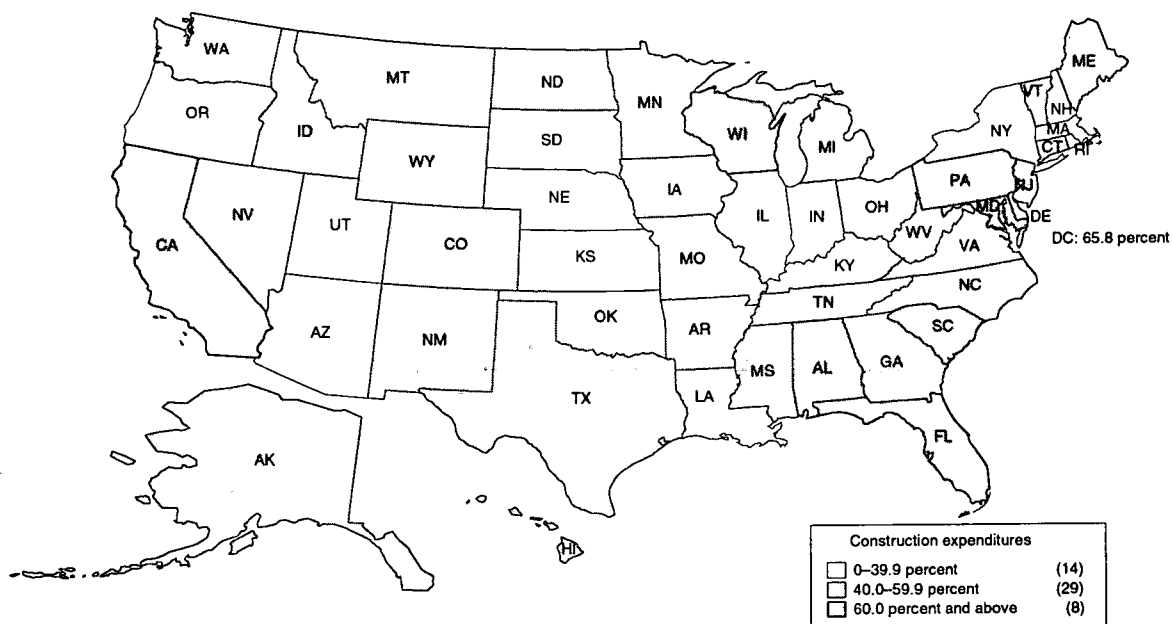 WA
MT
ND
MN
ME
VT
NH
OR
ID
SD
WI
MI
NY
MA
CT
RI
WY
NE
IA
PA
NJ
NV
UT
CO
IL
IN
OH
MD
DE
DC: 65.8 percent
CA
KS
MO
WV
VA
KY
NC
TN
AZ
NM
OK
AR
SC
MS
AL
GA
TX
LA
FL
AK
HI
Construction expenditures
0–39.9 percent (14)
40.0–59.9 percent (29)
60.0 percent and above (8)